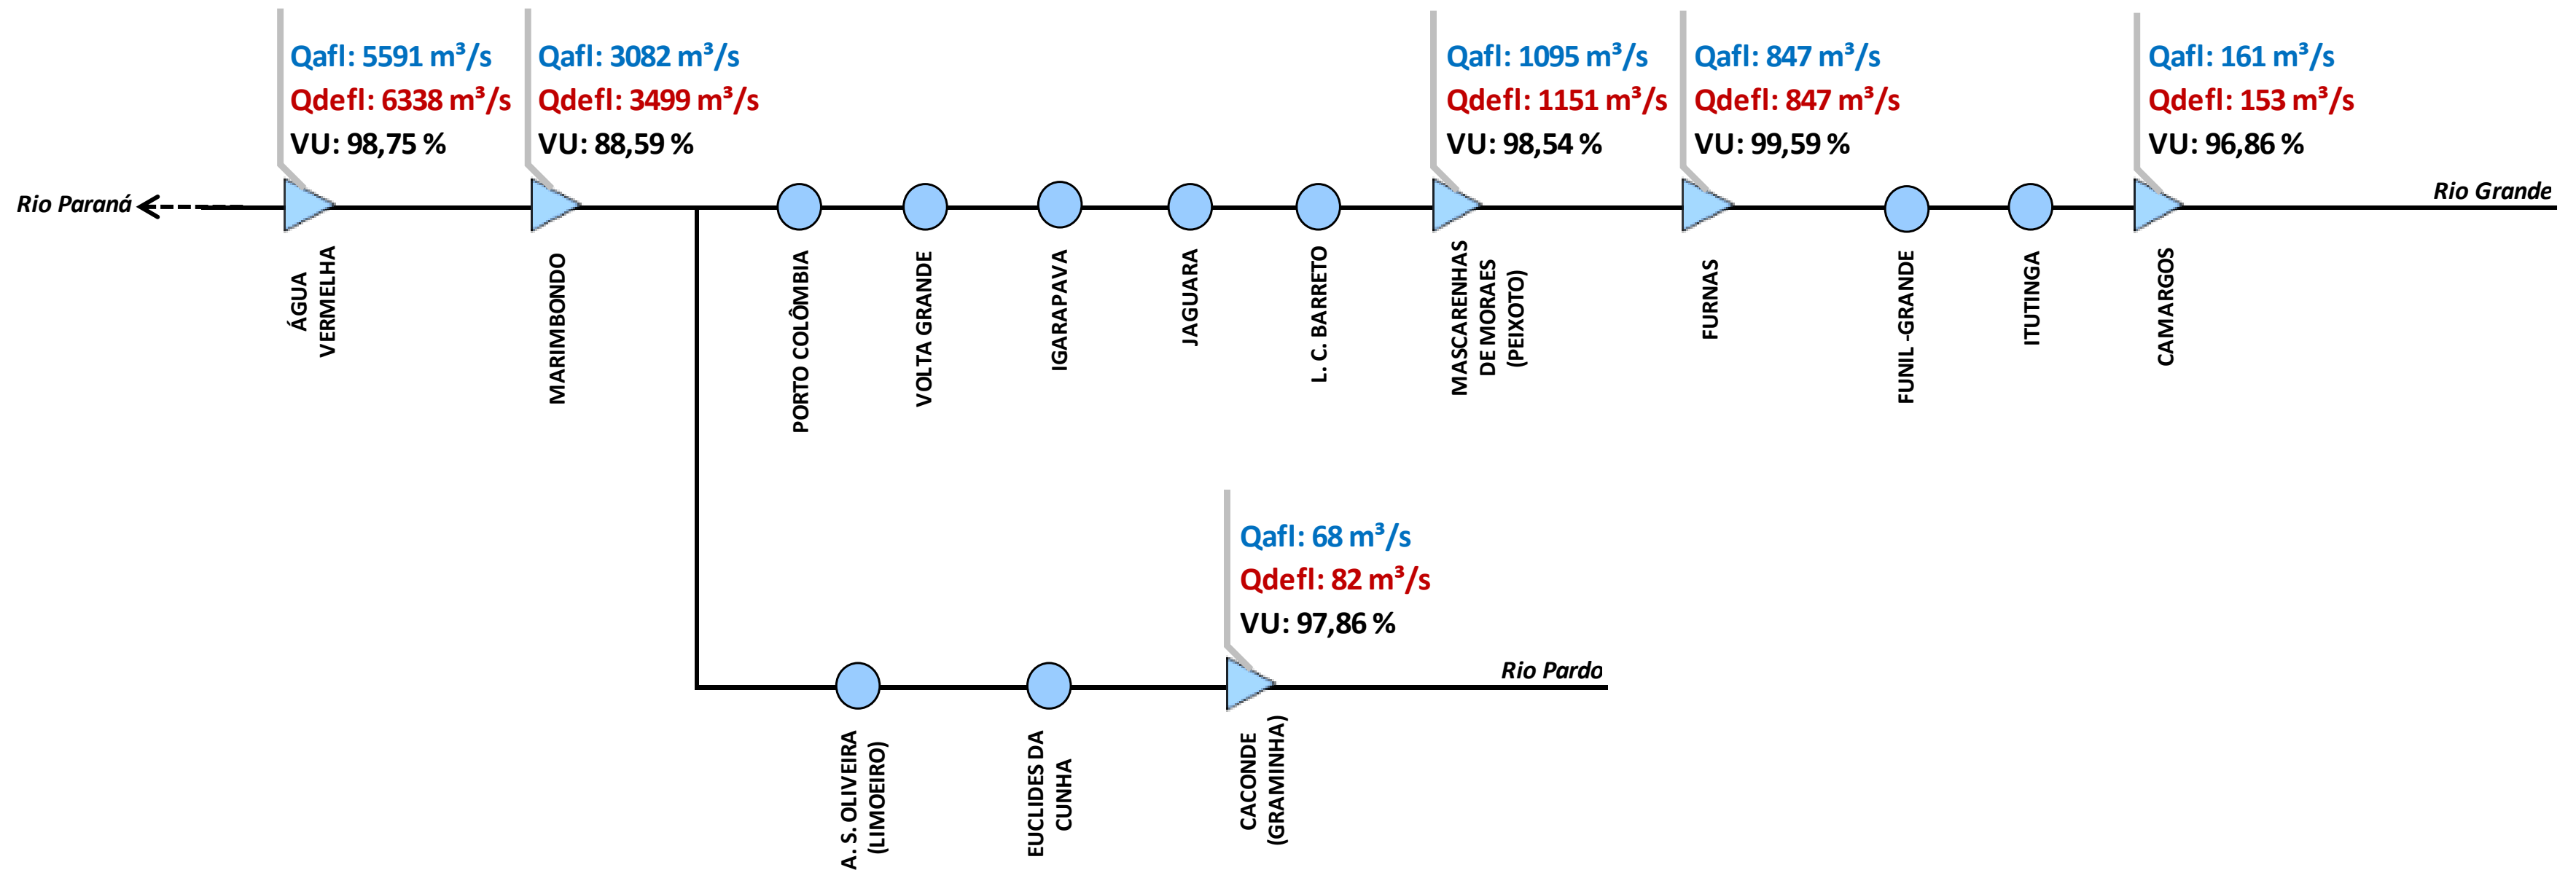 Qafl: 5591 m³/s
Qdefl: 6338 m³/s
VU: 98,75 %
Qafl: 3082 m³/s
Qdefl: 3499 m³/s
VU: 88,59 %
Qafl: 1095 m³/s
Qdefl: 1151 m³/s
VU: 98,54 %
Qafl: 847 m³/s
Qdefl: 847 m³/s
VU: 99,59 %
Qafl: 161 m³/s
Qdefl: 153 m³/s
VU: 96,86 %
Rio Paraná
Rio Grande
ÁGUA
VERMELHA
MARIMBONDO
PORTO COLÔMBIA
VOLTA GRANDE
IGARAPAVA
JAGUARA
L. C. BARRETO
MASCARENHAS
DE MORAES
(PEIXOTO)
FURNAS
FUNIL -GRANDE
ITUTINGA
CAMARGOS
Qafl: 68 m³/s
Qdefl: 82 m³/s
VU: 97,86 %
Rio Pardo
A. S. OLIVEIRA
(LIMOEIRO)
EUCLIDES DA
CUNHA
CACONDE
(GRAMINHA)